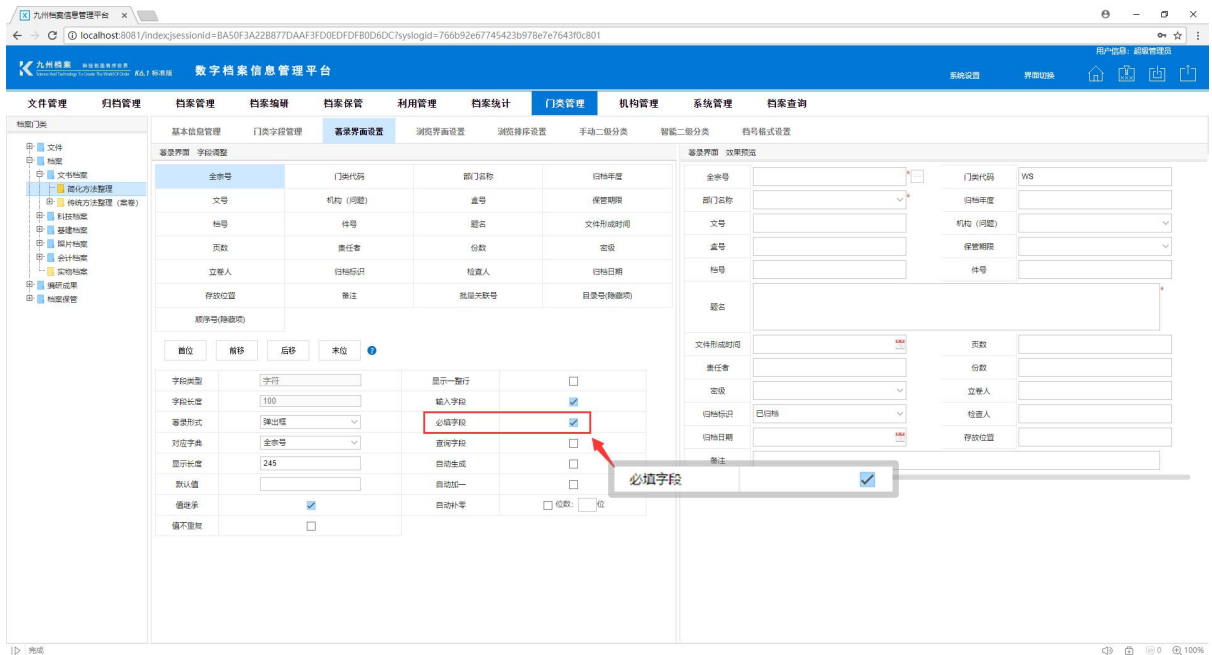 九州档案信息管理平台
localhost:8081/index;jsessionid=BA50F3A22B877DAAF3FD0EDFDFB0D6DC?syslogid=766b92e67745423b978e7e7643f0c801
用户信息：超级管理员
九州档案 K6.1 标准版 数字档案信息管理平台 系统设置 界面切换
文件管理 归档管理 档案管理 档案编研 档案保管 利用管理 档案统计 门类管理 机构管理 系统管理 档案查询
档案门类
文件
档案
文书档案
简化方法整理
传统方法整理（案卷）
科技档案
基建档案
照片档案
会计档案
实物档案
编研成果
档案保管
基本信息管理 门类字段管理 著录界面设置 浏览界面设置 浏览排序设置 手动二级分类 智能二级分类 档号格式设置
著录界面 字段调整
全宗号 门类代码 部门名称 归档年度
文号 机构（问题） 盒号 保管期限
档号 件号 题名 文件形成时间
页数 责任者 份数 密级
立卷人 归档标识 检查人 归档日期
存放位置 备注 批量关联号 目录号(隐藏项)
顺序号(隐藏项)
首位 前移 后移 末位 ?
字段类型 字符 显示一整行
字段长度 100 输入字段
著录形式 弹出框 必填字段
对应字典 全宗号 查询字段
显示长度 245 自动生成
默认值 自动加一
值继承 自动补零 位数： 位
值不重复
必填字段
著录界面 效果预览
全宗号 * 门类代码 WS
部门名称 * 归档年度
文号 机构（问题）
盒号 保管期限
档号 件号
题名 *
文件形成时间 页数
责任者 份数
密级 立卷人
归档标识 已归档 检查人
归档日期 存放位置
备注
完成 0 100%